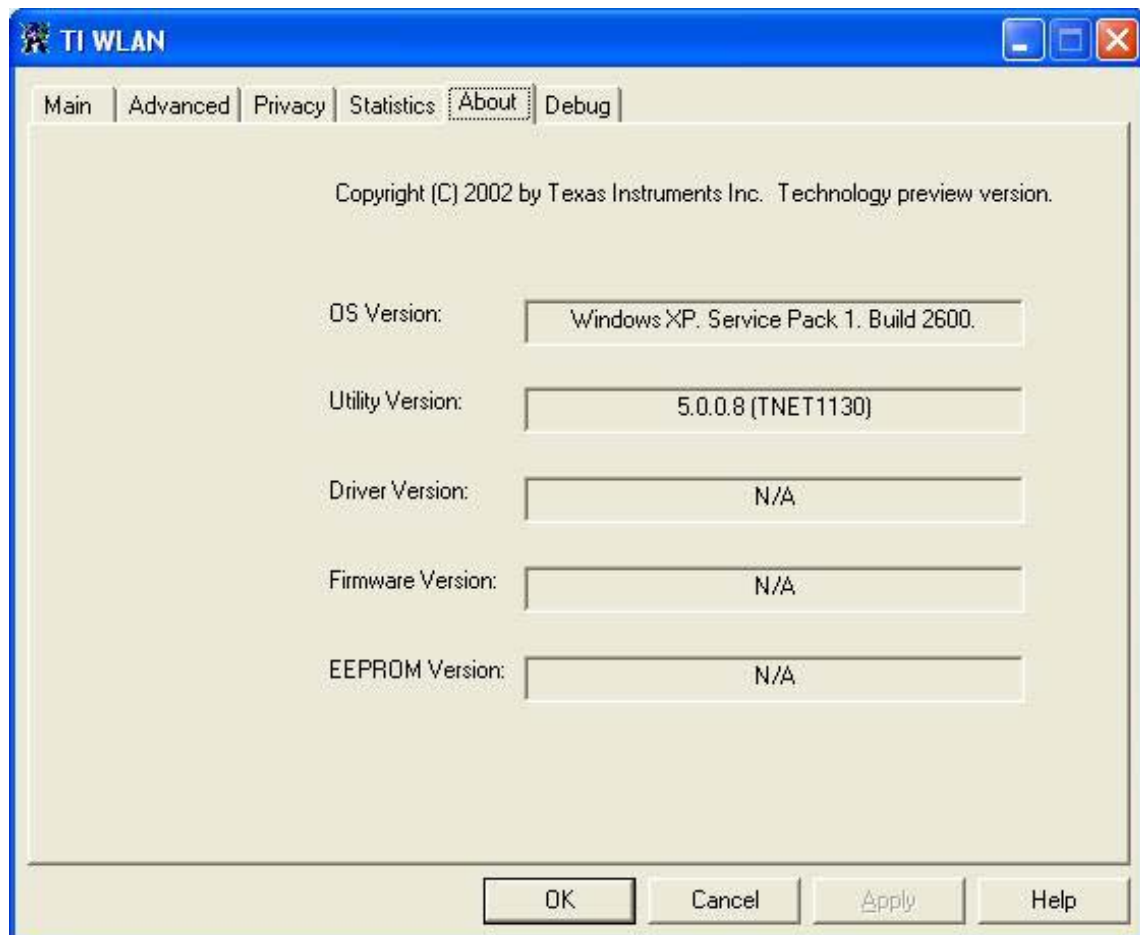 TI WLAN
Main Advanced Privacy Statistics About Debug
Copyright (C) 2002 by Texas Instruments Inc. Technology preview version.
OS Version: Windows XP. Service Pack 1. Build 2600.
Utility Version: 5.0.0.8 (TNET1130)
Driver Version: N/A
Firmware Version: N/A
EEPROM Version: N/A
OK Cancel Apply Help